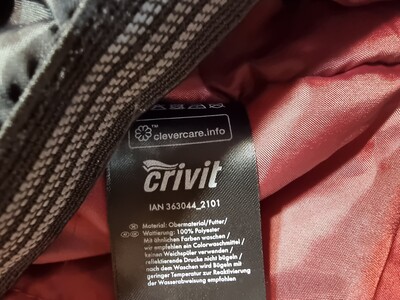 clevercare.info
crivit
IAN 363044_2101
Material: Obermaterial/Futter/
Wattierung: 100% Polyester
Mit ähnlichen Farben waschen /
wir empfehlen ein Colorwaschmittel /
keinen Weichspüler verwenden /
reflektierende Drucke nicht bügeln /
nach dem Waschen wird Bügeln mit
geringer Temperatur zur Reaktivierung
der Wasserabweisung empfohlen